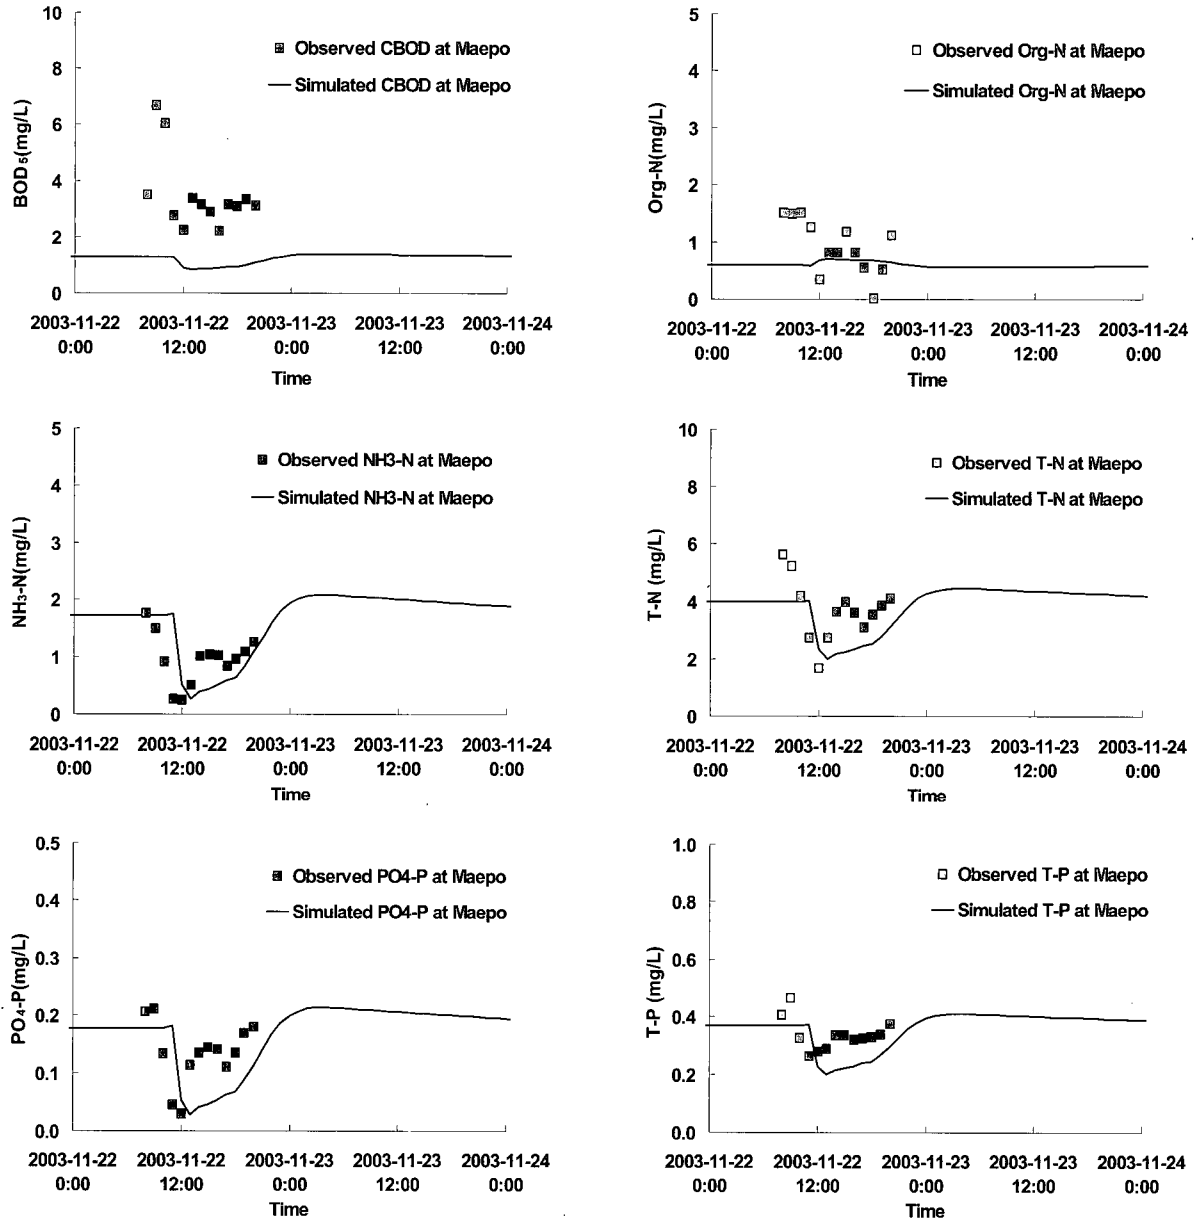 10
8
6
4
2
0
BOD5(mg/L)
Observed CBOD at Maepo
Simulated CBOD at Maepo
2003-11-22 2003-11-22 2003-11-23 2003-11-23 2003-11-24
0:00 12:00 0:00 12:00 0:00
Time
5
4
3
2
1
0
Org-N(mg/L)
Observed Org-N at Maepo
Simulated Org-N at Maepo
2003-11-22 2003-11-22 2003-11-23 2003-11-23 2003-11-24
0:00 12:00 0:00 12:00 0:00
Time
5
4
3
2
1
0
NH3-N(mg/L)
Observed NH3-N at Maepo
Simulated NH3-N at Maepo
2003-11-22 2003-11-22 2003-11-23 2003-11-23 2003-11-24
0:00 12:00 0:00 12:00 0:00
Time
10
8
6
4
2
0
T-N (mg/L)
Observed T-N at Maepo
Simulated T-N at Maepo
2003-11-22 2003-11-22 2003-11-23 2003-11-23 2003-11-24
0:00 12:00 0:00 12:00 0:00
Time
0.5
0.4
0.3
0.2
0.1
0.0
PO4-P(mg/L)
Observed PO4-P at Maepo
Simulated PO4-P at Maepo
2003-11-22 2003-11-22 2003-11-23 2003-11-23 2003-11-24
0:00 12:00 0:00 12:00 0:00
Time
1.0
0.8
0.6
0.4
0.2
0.0
T-P (mg/L)
Observed T-P at Maepo
Simulated T-P at Maepo
2003-11-22 2003-11-22 2003-11-23 2003-11-23 2003-11-24
0:00 12:00 0:00 12:00 0:00
Time